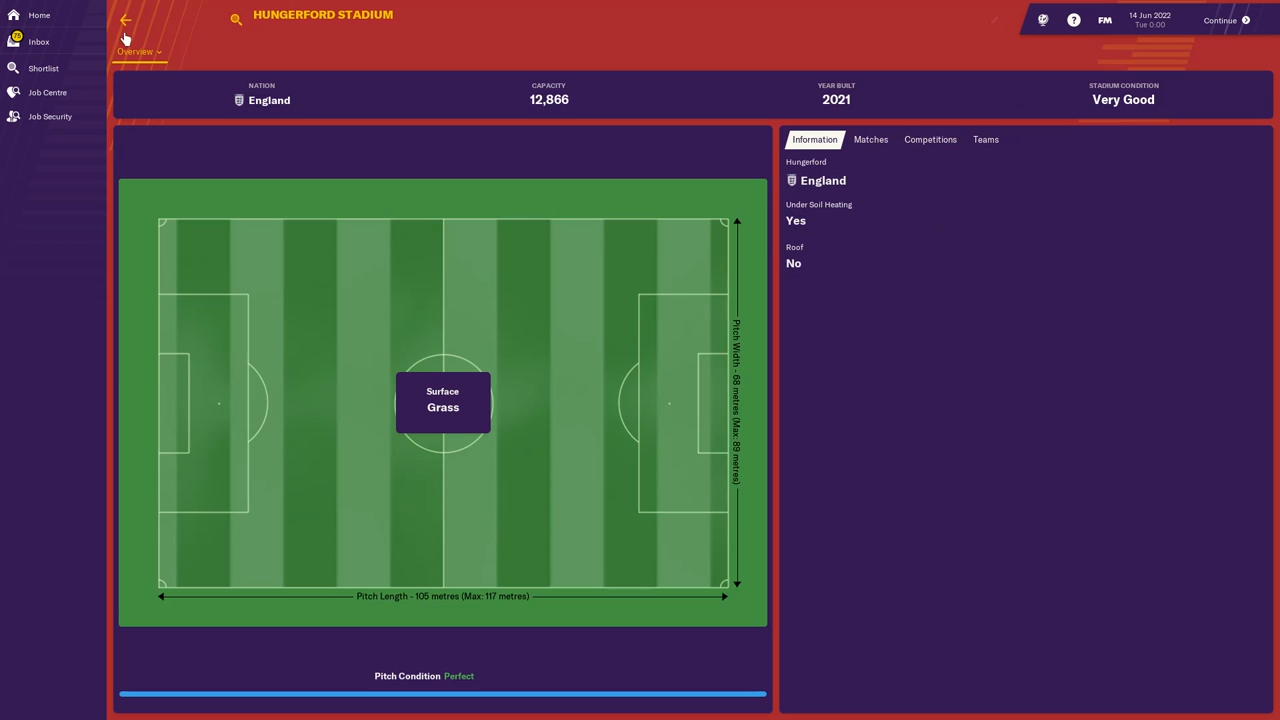 Home
75
Inbox
Shortlist
Job Centre
Job Security
HUNGERFORD STADIUM
Overview
?
FM
14 Jun 2022
Tue 0:00
Continue
NATION
England
CAPACITY
12,866
YEAR BUILT
2021
STADIUM CONDITION
Very Good
Surface
Grass
Pitch Width - 68 metres (Max: 89 metres)
Pitch Length - 105 metres (Max: 117 metres)
Pitch Condition Perfect
Information Matches Competitions Teams
Hungerford
England
Under Soil Heating
Yes
Roof
No